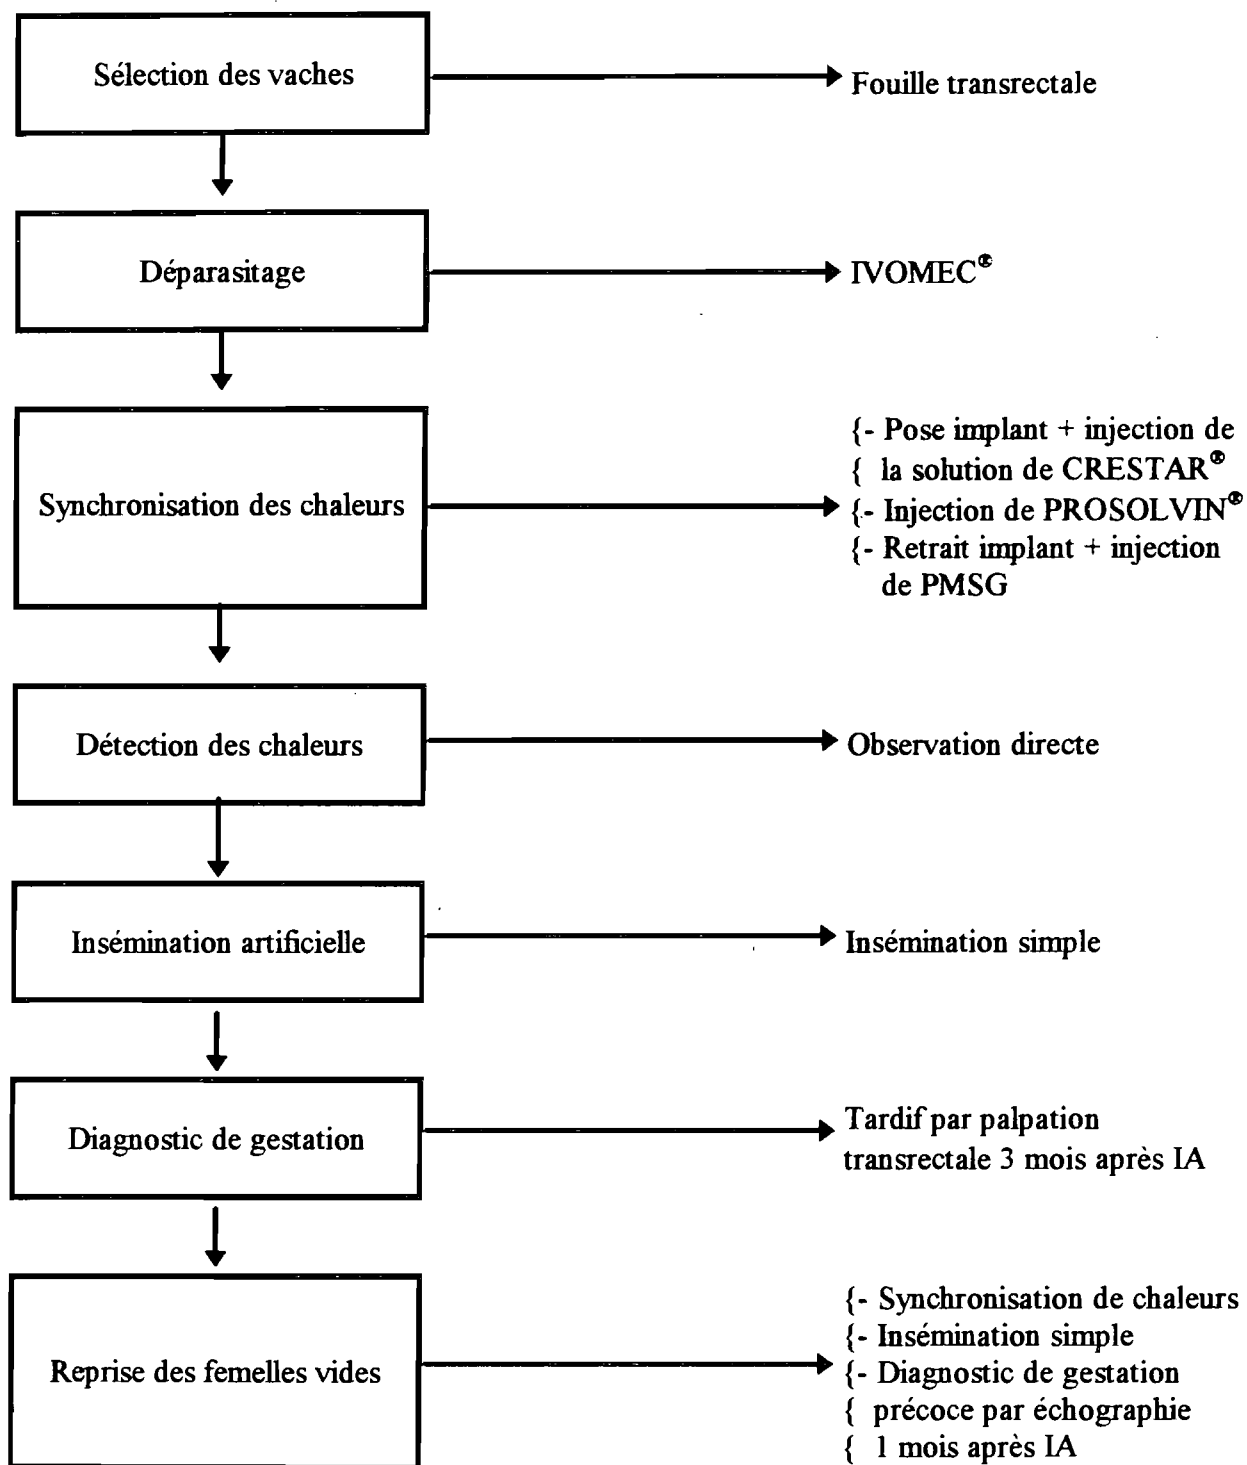 Sélection des vaches
Fouille transrectale
Déparasitage
IVOMEC®
Synchronisation des chaleurs
{- Pose implant + injection de
{ la solution de CRESTAR®
{- Injection de PROSOLVIN®
{- Retrait implant + injection
de PMSG
Détection des chaleurs
Observation directe
Insémination artificielle
Insémination simple
Diagnostic de gestation
Tardif par palpation
transrectale 3 mois après IA
Reprise des femelles vides
{- Synchronisation de chaleurs
{- Insémination simple
{- Diagnostic de gestation
{ précoce par échographie
{ 1 mois après IA